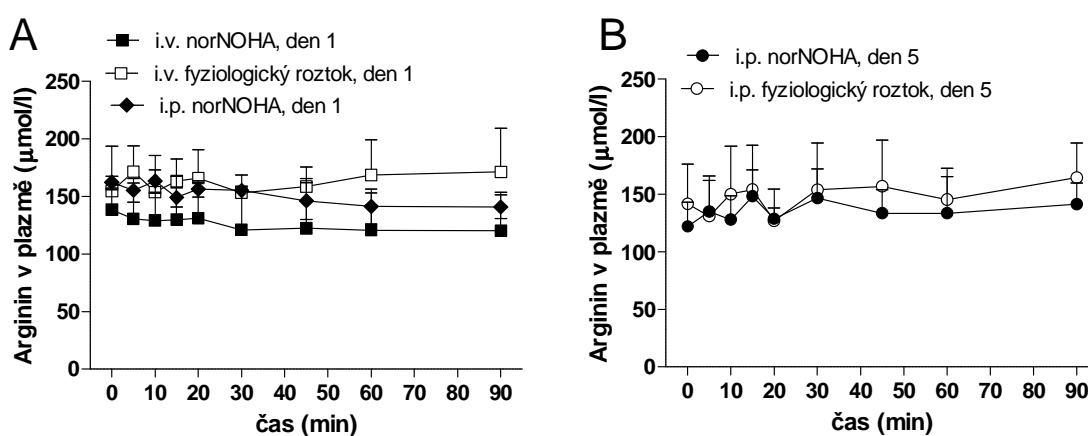 A
i.v. norNOHA, den 1
i.v. fyziologický roztok, den 1
i.p. norNOHA, den 1
Arginin v plazmě (µmol/l)
250
200
150
100
50
0
0 10 20 30 40 50 60 70 80 90
čas (min)
B
i.p. norNOHA, den 5
i.p. fyziologický roztok, den 5
Arginin v plazmě (µmol/l)
250
200
150
100
50
0
0 10 20 30 40 50 60 70 80 90
čas (min)